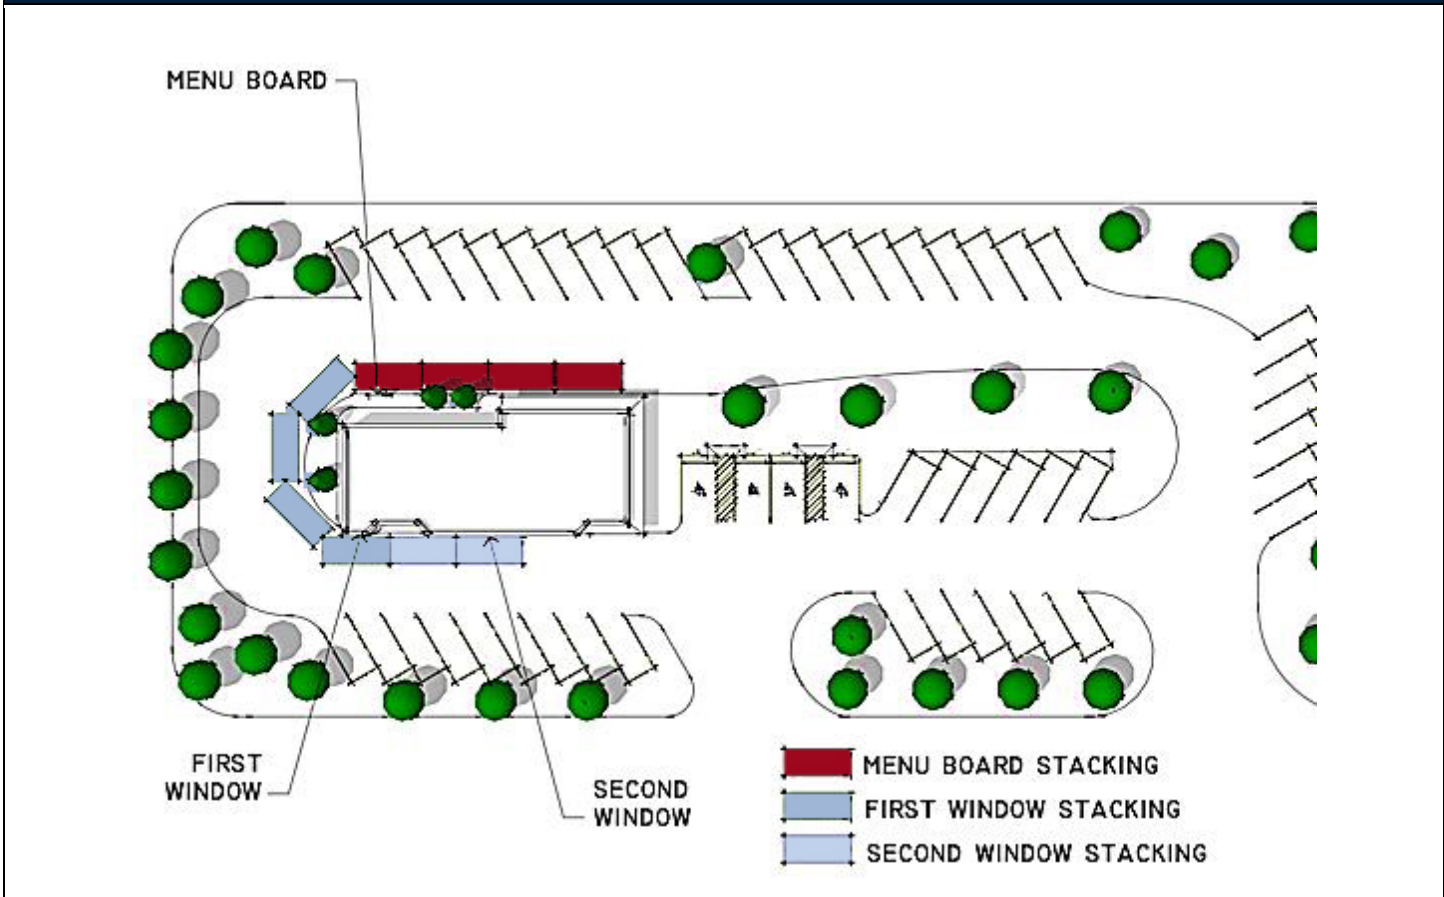 MENU BOARD
FIRST
WINDOW
SECOND
WINDOW
MENU BOARD STACKING
FIRST WINDOW STACKING
SECOND WINDOW STACKING